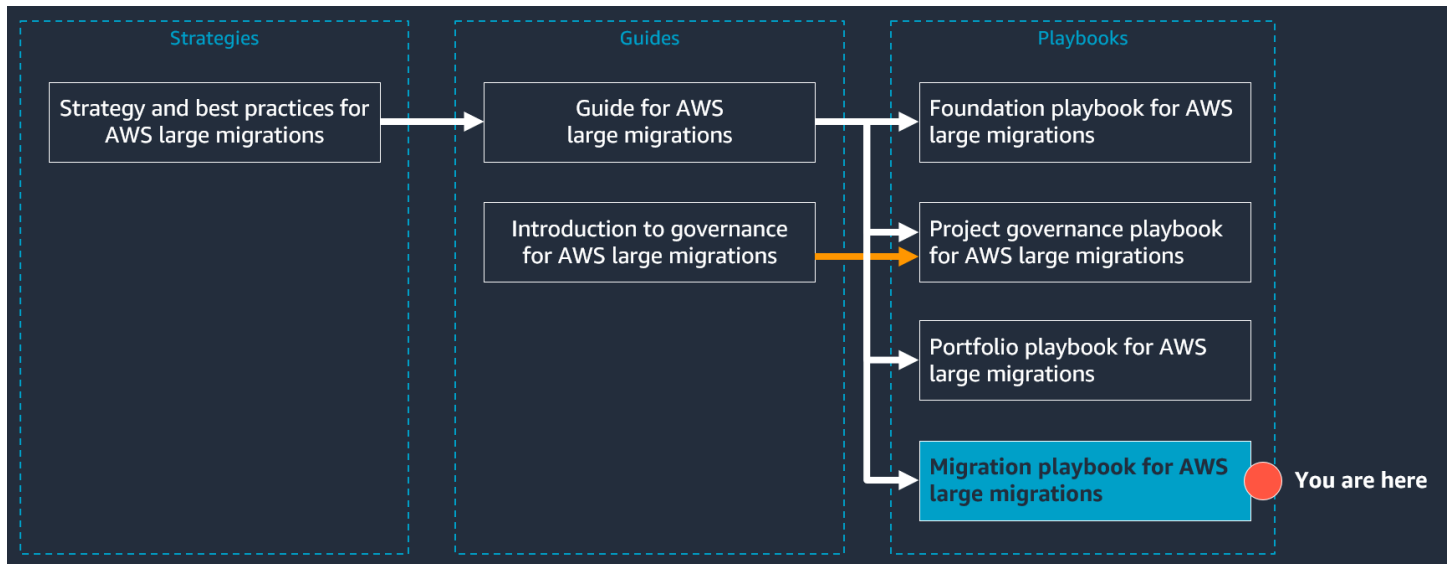 Strategies
Strategy and best practices for
AWS large migrations
Guides
Guide for AWS
large migrations
Introduction to governance
for AWS large migrations
Playbooks
Foundation playbook for AWS
large migrations
Project governance playbook
for AWS large migrations
Portfolio playbook for AWS
large migrations
Migration playbook for AWS
large migrations
You are here